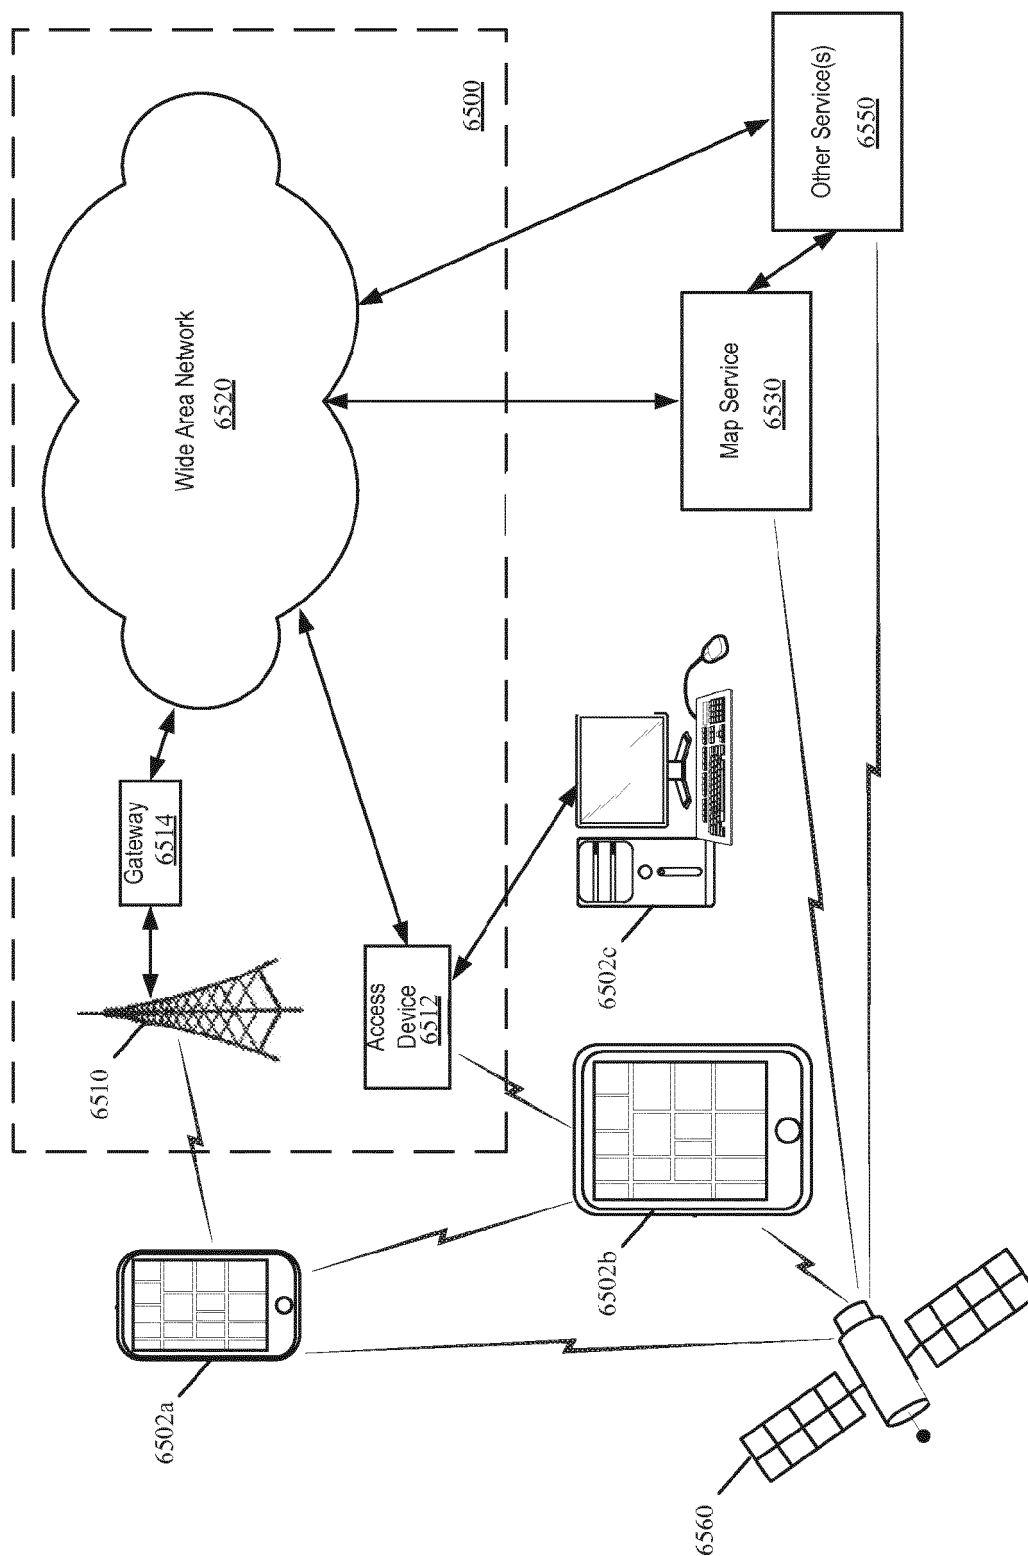 6502a
6560
6510
6502b
Access
Device
6512
6502c
Gateway
6514
Wide Area Network
6520
Map Service
6530
6500
Other Service(s)
6550